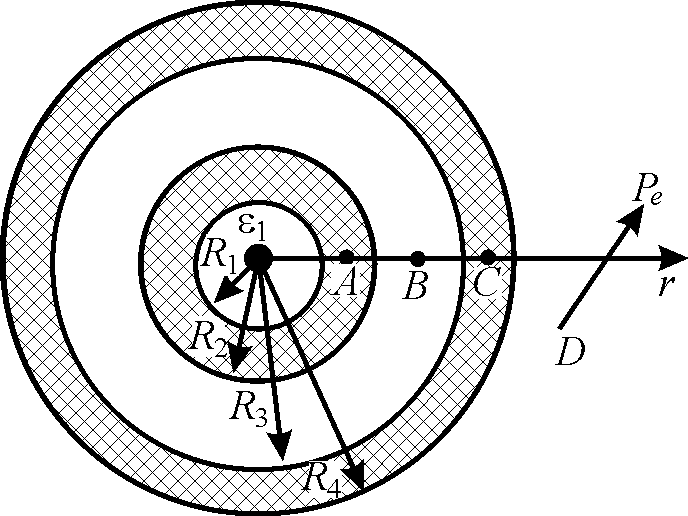 Pₑ
ε₁
R₁
A
B
C
r
R₂
D
R₃
R₄